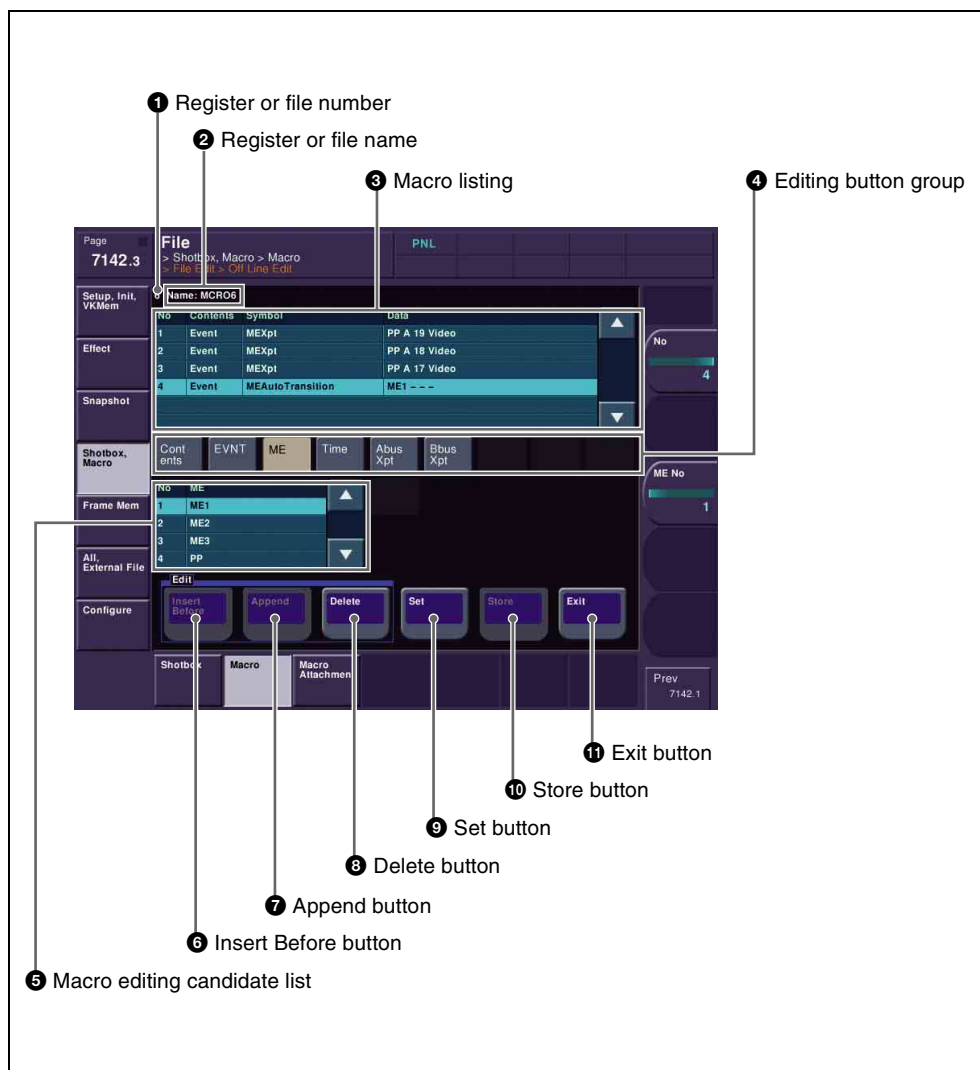 ❶ Register or file number
❷ Register or file name
❸ Macro listing
❹ Editing button group
Page
7142.3
File
> Shotbox, Macro > Macro
> File Edit > Off Line Edit
PNL
Setup, Init,
VKMem
Effect
Snapshot
Shotbox,
Macro
Frame Mem
All,
External File
Configure
6 Name: MCRO6
No Contents Symbol Data
1 Event MEXpt PP A 19 Video
2 Event MEXpt PP A 18 Video
3 Event MEXpt PP A 17 Video
4 Event MEAutoTransition ME1 – – –
No
4
Cont
ents
EVNT
ME
Time
Abus
Xpt
Bbus
Xpt
ME No
1
No ME
1 ME1
2 ME2
3 ME3
4 PP
Edit
Insert
Before
Append
Delete
Set
Store
Exit
Shotbox
Macro
Macro
Attachment
Prev
7142.1
⓫ Exit button
❿ Store button
❾ Set button
❽ Delete button
❼ Append button
❻ Insert Before button
❺ Macro editing candidate list